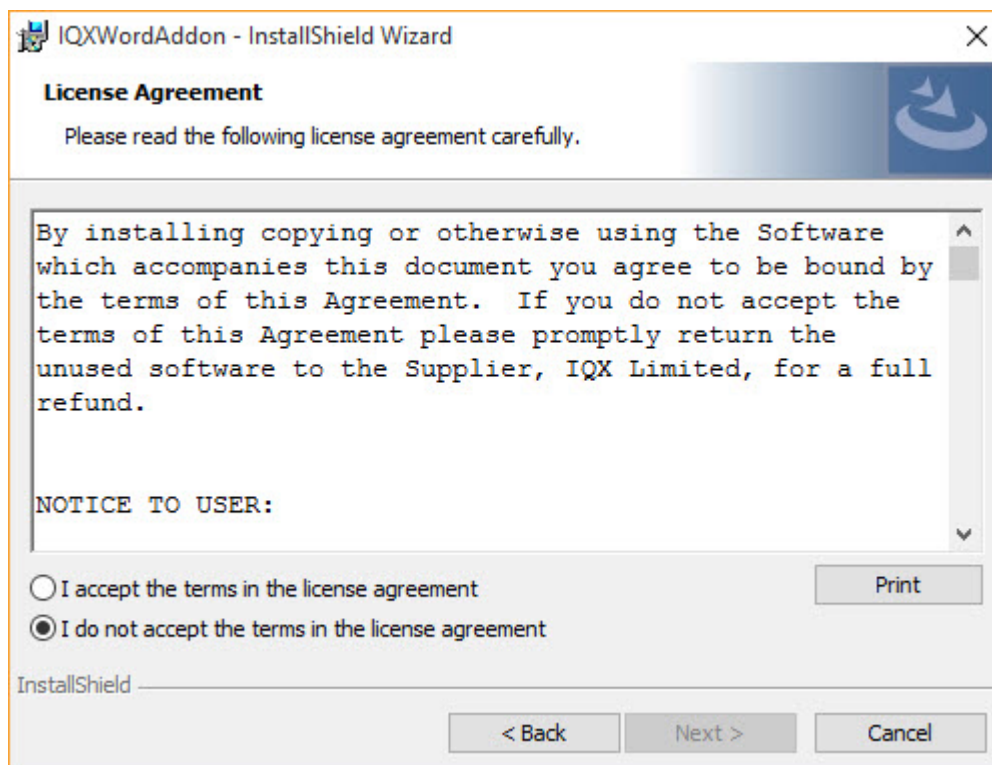 IQXWordAddon - InstallShield Wizard
License Agreement
Please read the following license agreement carefully.
By installing copying or otherwise using the Software
which accompanies this document you agree to be bound by
the terms of this Agreement.  If you do not accept the
terms of this Agreement please promptly return the
unused software to the Supplier, IQX Limited, for a full
refund.
NOTICE TO USER:
I accept the terms in the license agreement
Print
I do not accept the terms in the license agreement
InstallShield
< Back
Next >
Cancel